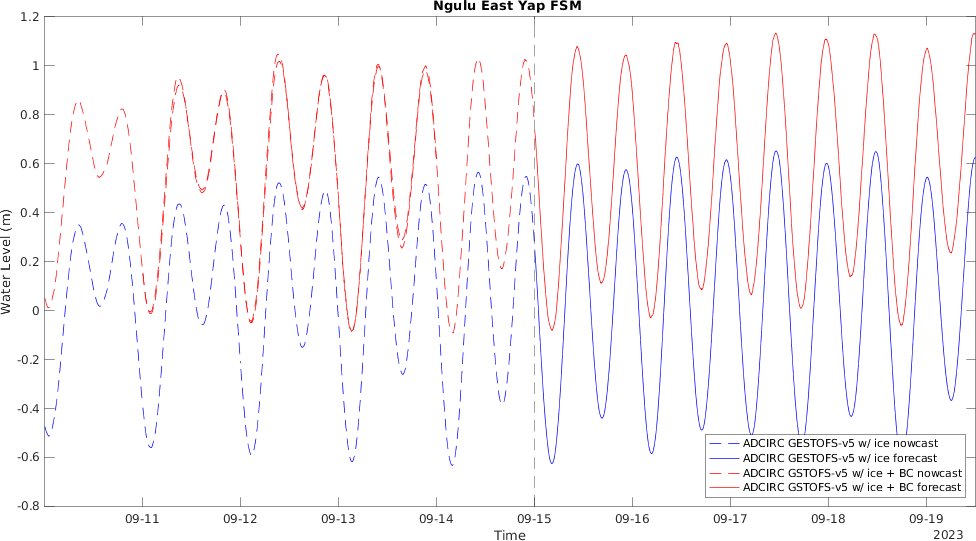 Ngulu East Yap FSM
1.2
1
0.8
0.6
0.4
0.2
0
-0.2
-0.4
-0.6
-0.8
Water Level (m)
ADCIRC GESTOFS-v5 w/ ice nowcast
ADCIRC GESTOFS-v5 w/ ice forecast
ADCIRC GSTOFS-v5 w/ ice + BC nowcast
ADCIRC GSTOFS-v5 w/ ice + BC forecast
09-11 09-12 09-13 09-14 09-15 09-16 09-17 09-18 09-19
Time
2023